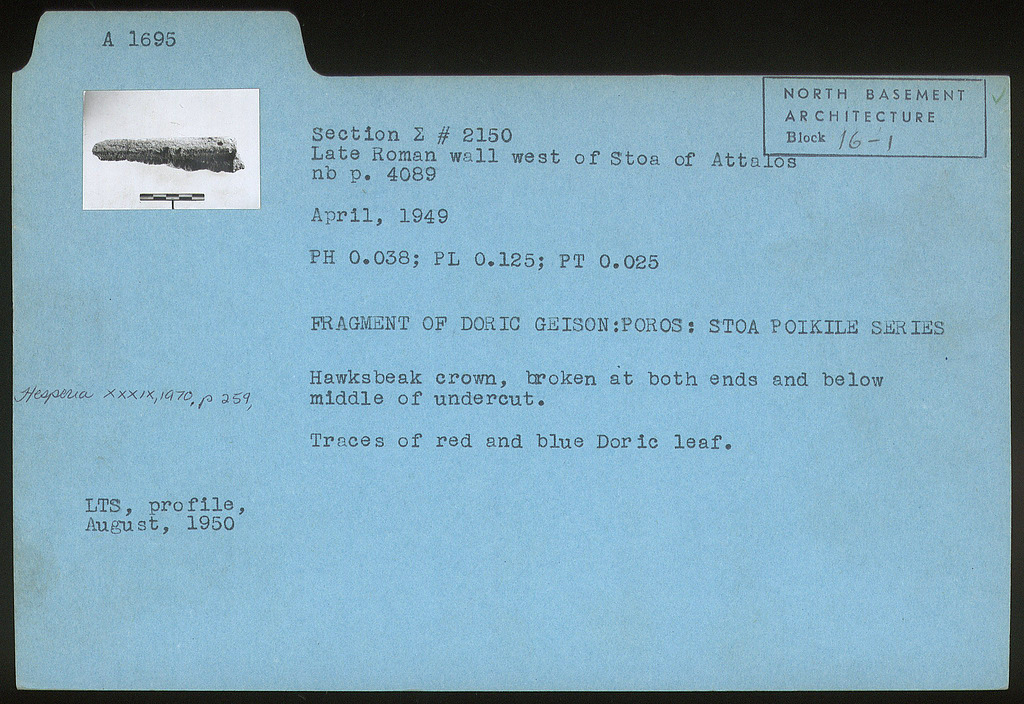 A 1695
NORTH BASEMENT
ARCHITECTURE
Block 16-1
Section Σ # 2150
Late Roman wall west of Stoa of Attalos
nb p. 4089
April, 1949
PH 0.038; PL 0.125; PT 0.025
FRAGMENT OF DORIC GEISON:POROS: STOA POIKILE SERIES
Hawksbeak crown, broken at both ends and below
middle of undercut.
Hesperia XXXIX, 1970, p 259,
Traces of red and blue Doric leaf.
LTS, profile,
August, 1950